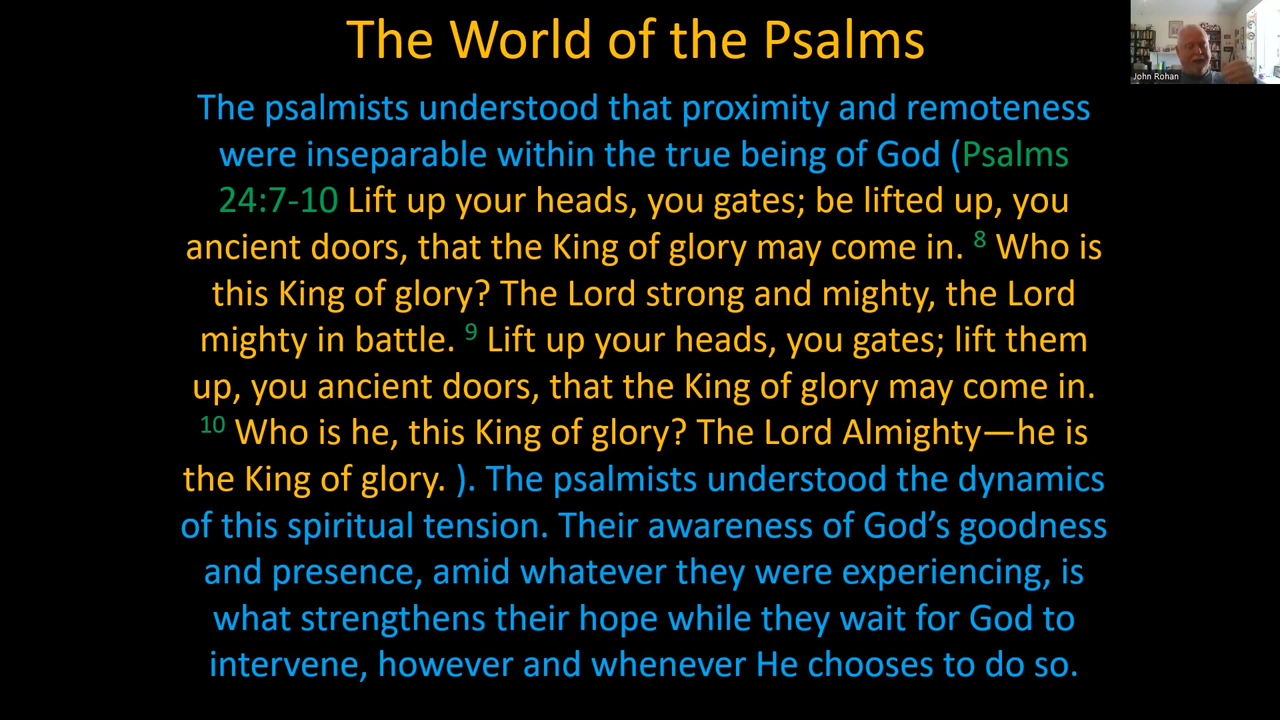 The World of the Psalms
John Rohan
The psalmists understood that proximity and remoteness
were inseparable within the true being of God (Psalms
24:7-10 Lift up your heads, you gates; be lifted up, you
ancient doors, that the King of glory may come in. 8 Who is
this King of glory? The Lord strong and mighty, the Lord
mighty in battle. 9 Lift up your heads, you gates; lift them
up, you ancient doors, that the King of glory may come in.
10 Who is he, this King of glory? The Lord Almighty—he is
the King of glory. ). The psalmists understood the dynamics
of this spiritual tension. Their awareness of God’s goodness
and presence, amid whatever they were experiencing, is
what strengthens their hope while they wait for God to
intervene, however and whenever He chooses to do so.